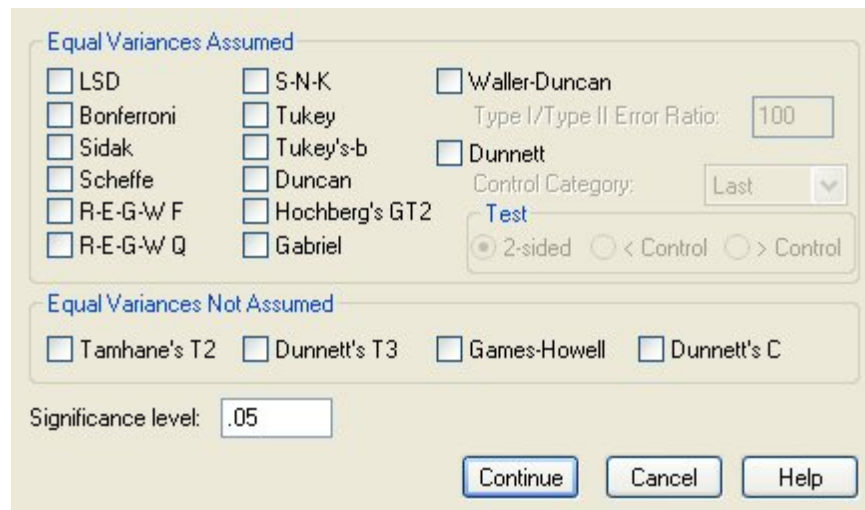 Equal Variances Assumed
LSD S-N-K Waller-Duncan
Bonferroni Tukey Type I/Type II Error Ratio: 100
Sidak Tukey's-b Dunnett
Scheffe Duncan Control Category: Last
R-E-G-W F Hochberg's GT2 Test
R-E-G-W Q Gabriel 2-sided < Control > Control
Equal Variances Not Assumed
Tamhane's T2 Dunnett's T3 Games-Howell Dunnett's C
Significance level: .05
Continue Cancel Help